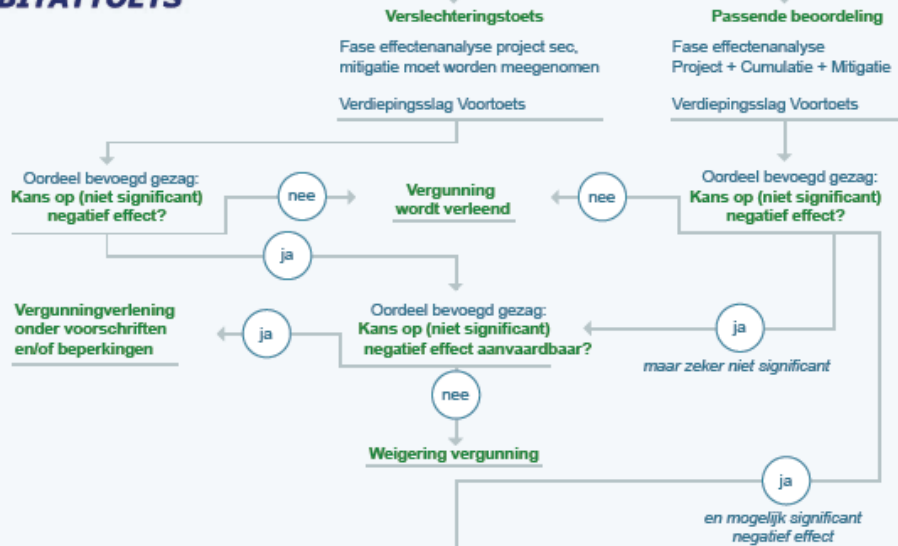 BITATTOETS
Verslechteringstoets
Fase effectenanalyse project sec,
mitigatie moet worden meegenomen
Verdiepingsslag Voortoets
Passende beoordeling
Fase effectenanalyse
Project + Cumulatie + Mitigatie
Verdiepingsslag Voortoets
Oordeel bevoegd gezag:
Kans op (niet significant)
negatief effect?
nee
Vergunning
wordt verleend
nee
Oordeel bevoegd gezag:
Kans op (niet significant)
negatief effect?
ja
Vergunningverlening
onder voorschriften
en/of beperkingen
ja
Oordeel bevoegd gezag:
Kans op (niet significant)
negatief effect aanvaardbaar?
ja
maar zeker niet significant
nee
Weigering vergunning
ja
en mogelijk significant
negatief effect